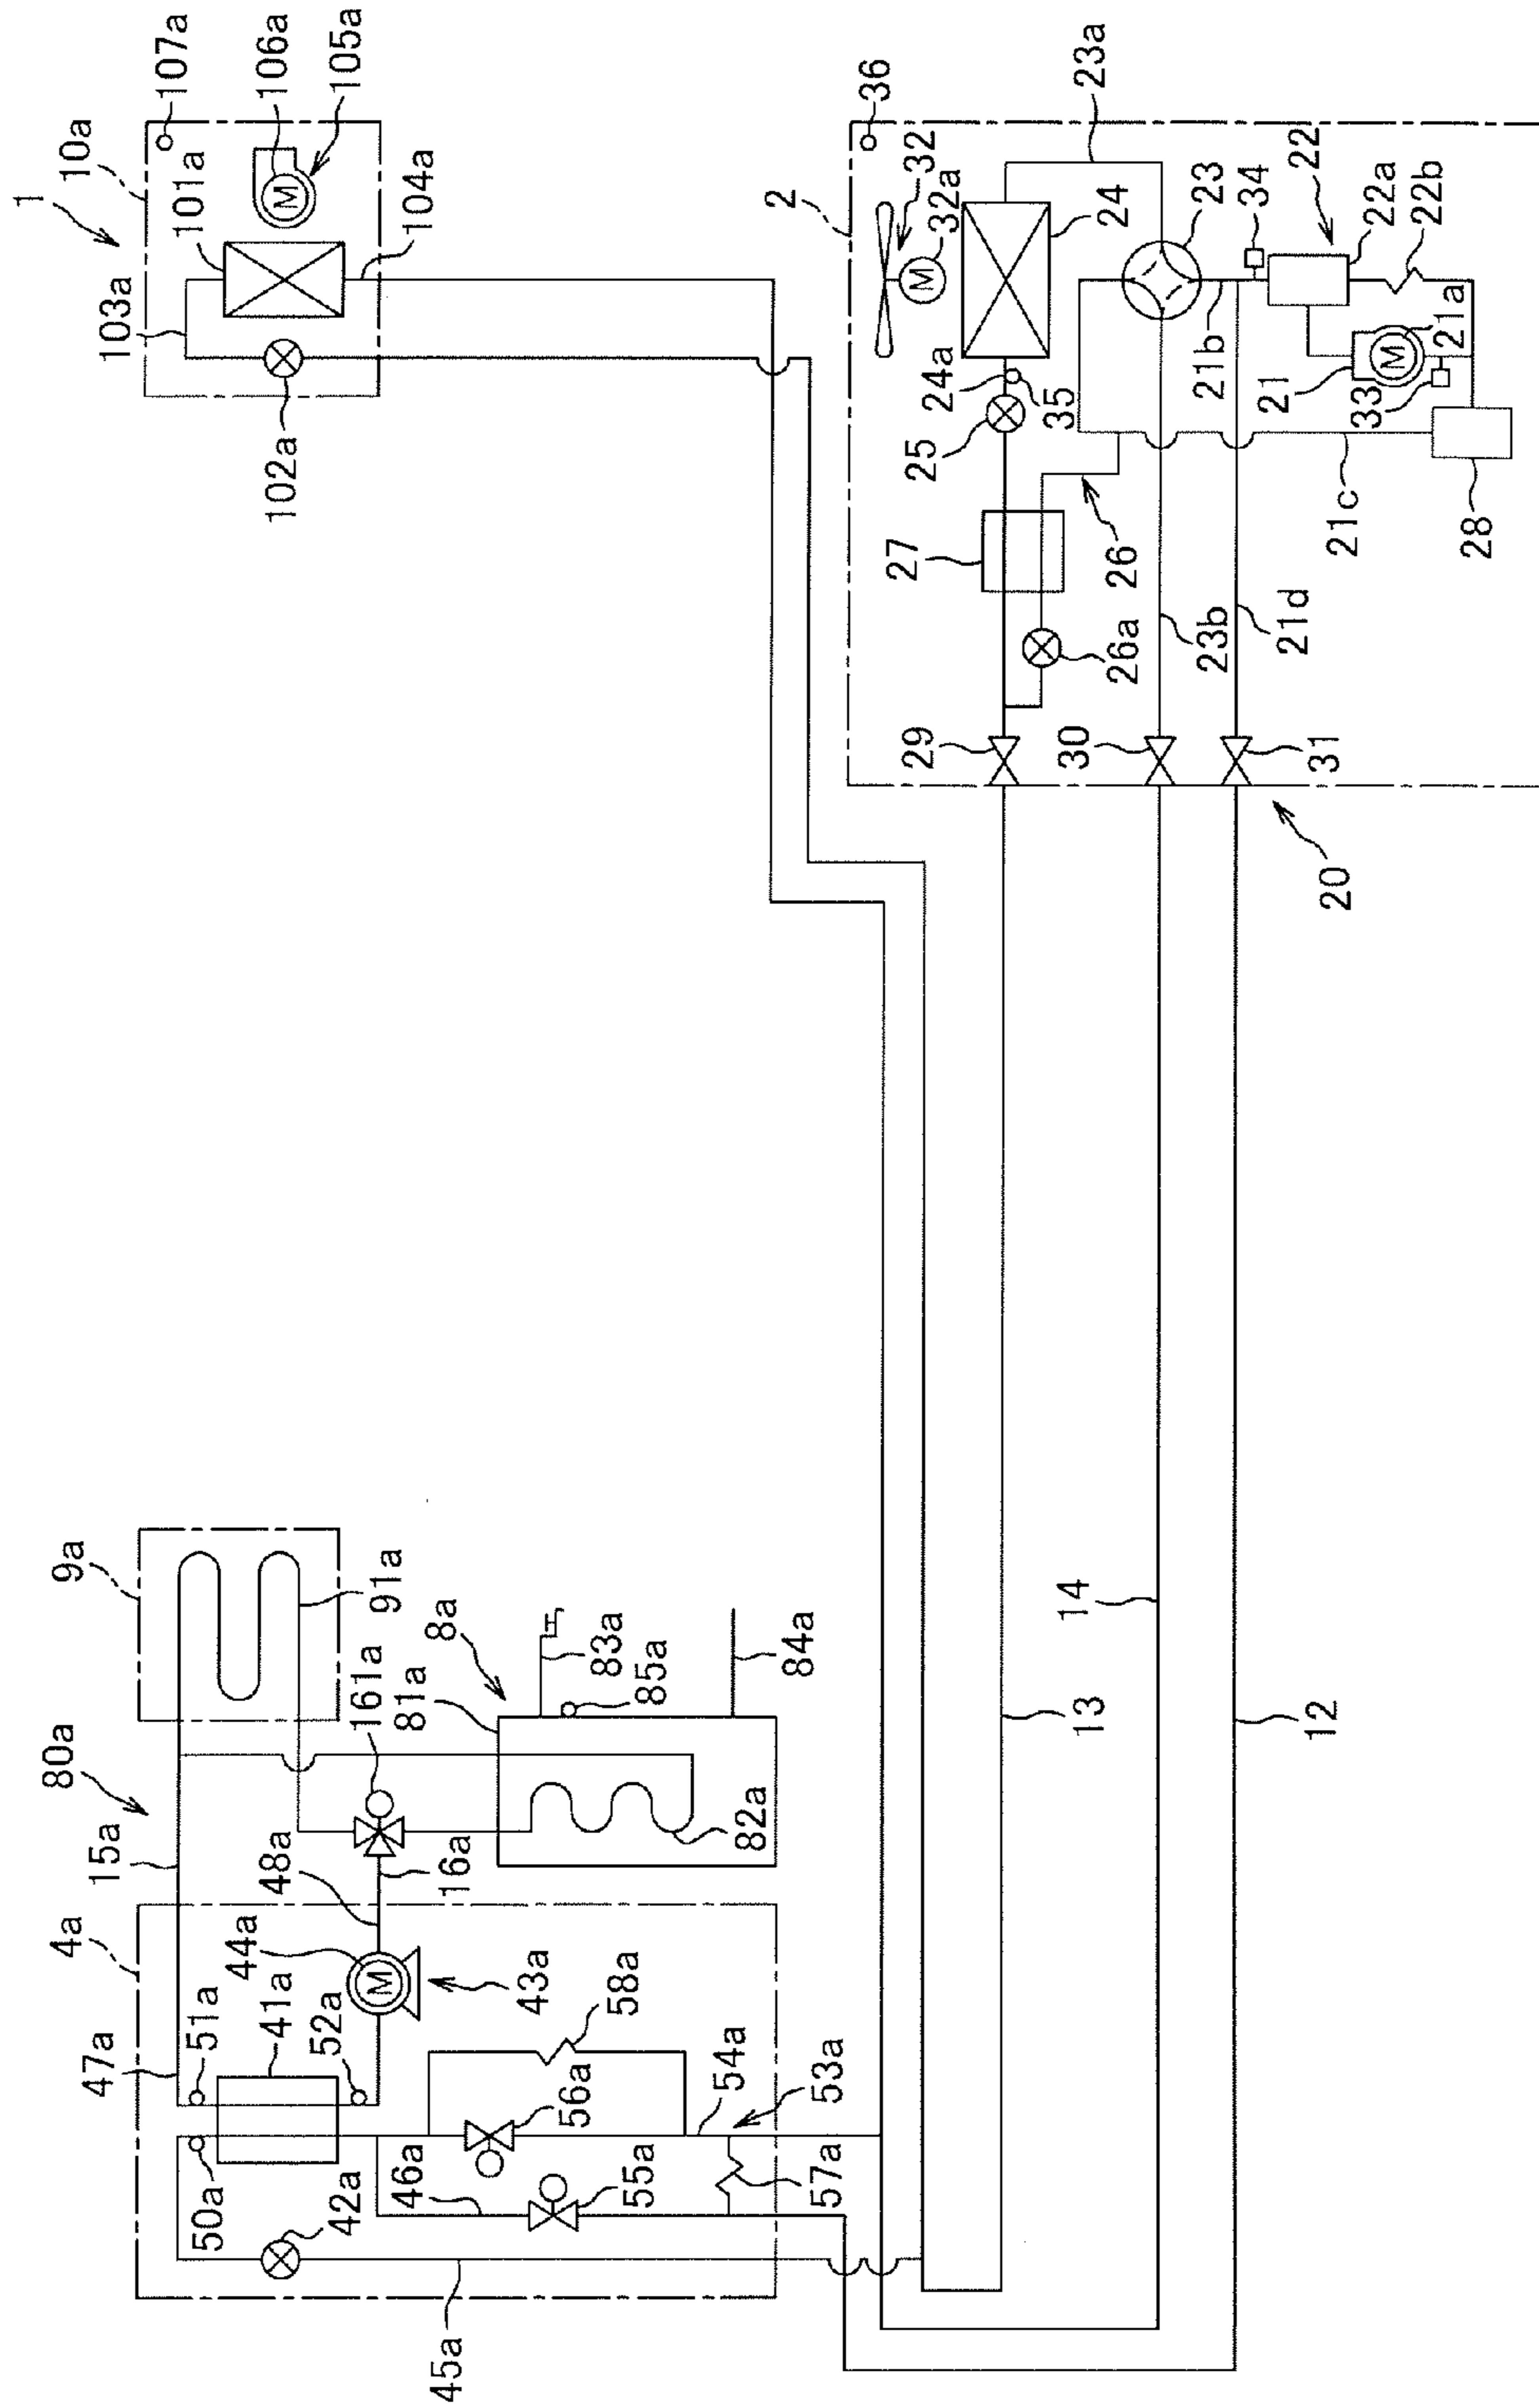 1
10a
107a
106a
105a
101a
103a
104a
102a
2
36
32
32a
23a
24
24a
35
25
23
34
22
22a
22b
21b
21
21a
33
27
26
26a
21c
28
23b
21d
29
30
31
20
9a
91a
80a
15a
161a
8a
81a
83a
85a
84a
82a
16a
48a
4a
44a
43a
47a
51a
41a
52a
58a
56a
54a
53a
50a
42a
46a
55a
57a
45a
13
14
12
M
M
M
M